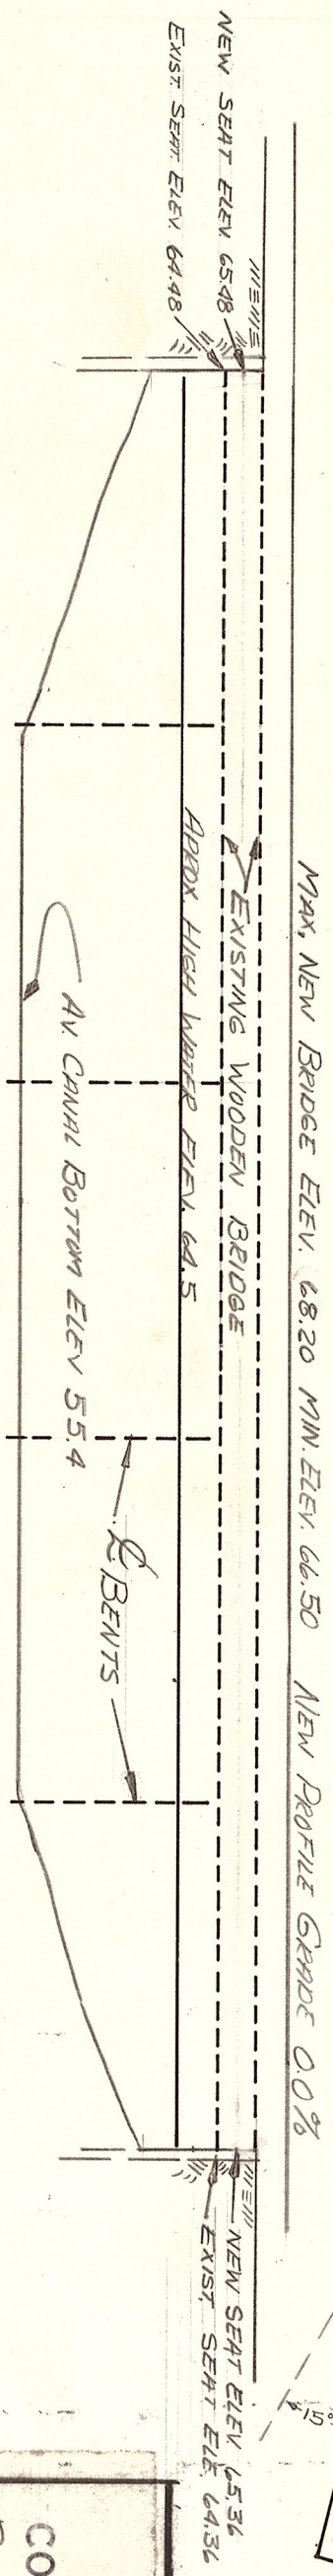 MAX. NEW BRIDGE ELEV. 68.20 MIN. ELEV. 66.50 NEW PROFILE GRADE 0.0%
NEW SEAT ELEV. 65.48
EXIST. SEAT. ELEV. 64.48
EXISTING WOODEN BRIDGE
APPROX. HIGH WATER ELEV. 64.5
AV. CANAL BOTTOM ELEV 55.4
℄ BENTS
NEW SEAT ELEV 65.36
EXIST. SEAT ELE. 64.36
15°
CO